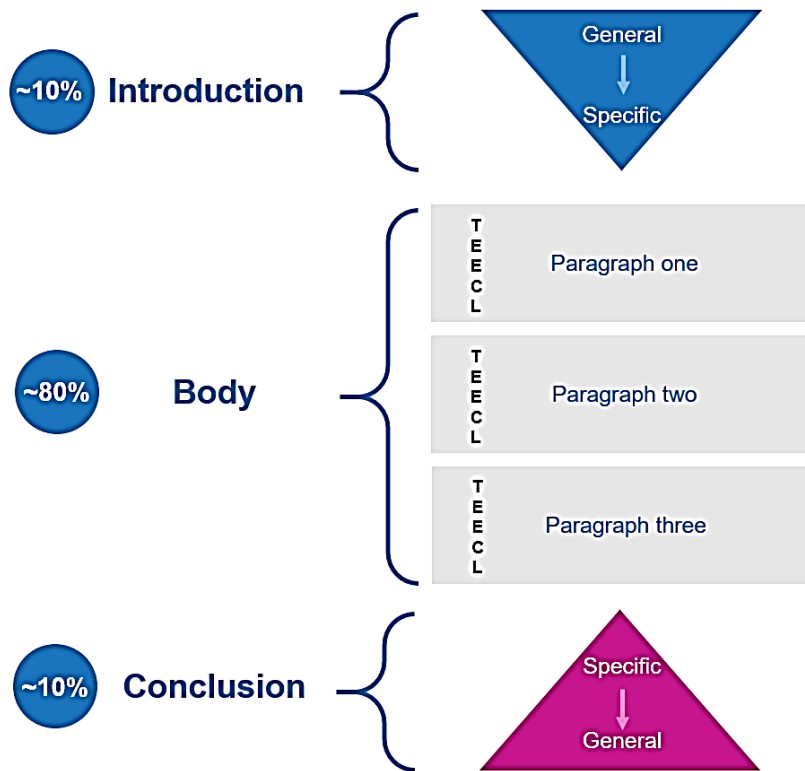 ~10%
Introduction
General
Specific
~80%
Body
T
E
E
C
L
Paragraph one
T
E
E
C
L
Paragraph two
T
E
E
C
L
Paragraph three
~10%
Conclusion
Specific
General